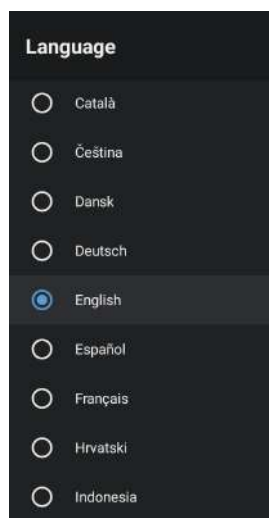 Language
Català
Čeština
Dansk
Deutsch
English
Español
Français
Hrvatski
Indonesia